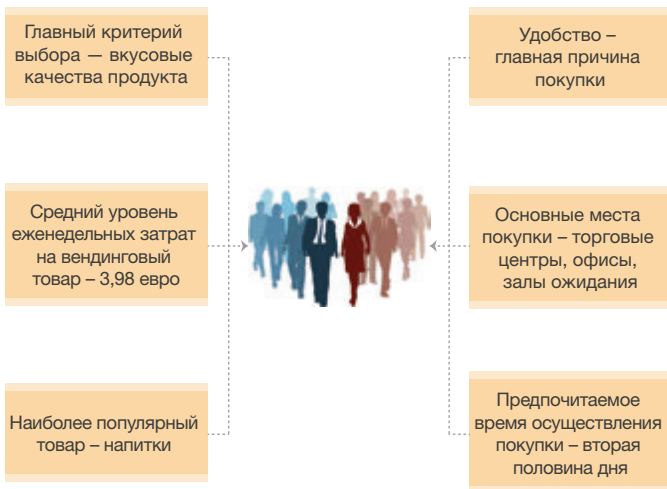 Главный критерий
выбора — вкусовые
качества продукта
Удобство –
главная причина
покупки
Средний уровень
еженедельных затрат
на вендинговый
товар – 3,98 евро
Основные места
покупки – торговые
центры, офисы,
залы ожидания
Наиболее популярный
товар – напитки
Предпочитаемое
время осуществления
покупки – вторая
половина дня